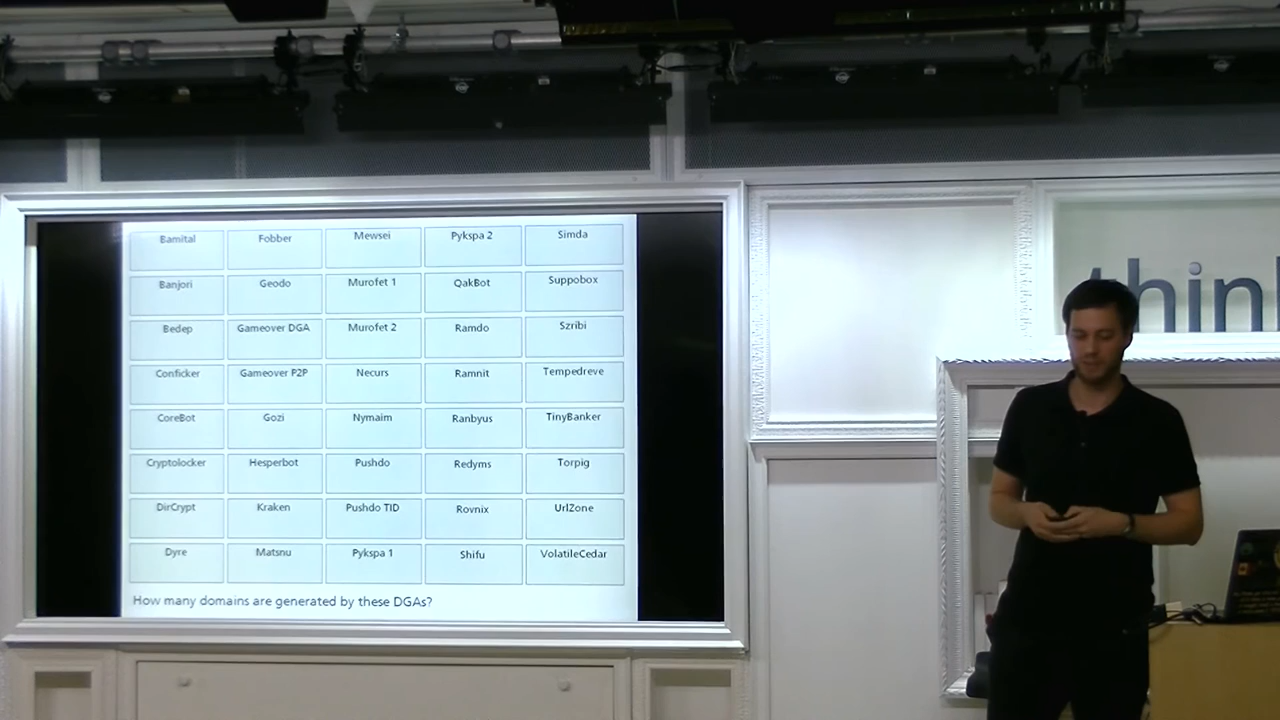 Bamital Fobber Mewsei Pykspa 2 Simda
Banjori Geodo Murofet 1 QakBot Suppobox
Bedep Gameover DGA Murofet 2 Ramdo Szribi
Conficker Gameover P2P Necurs Ramnit Tempedreve
CoreBot Gozi Nymaim Ranbyus TinyBanker
Cryptolocker Hesperbot Pushdo Redyms Torpig
DirCrypt Kraken Pushdo TID Rovnix UrlZone
Dyre Matsnu Pykspa 1 Shifu VolatileCedar
How many domains are generated by these DGAs?
thin